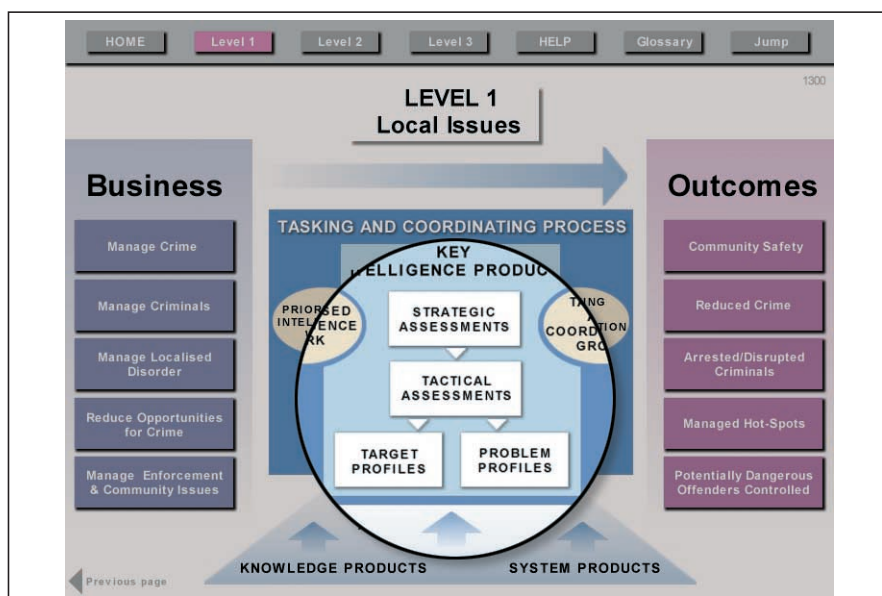 HOME
Level 1
Level 2
Level 3
HELP
Glossary
Jump
1300
LEVEL 1
Local Issues
Business
Manage Crime
Manage Criminals
Manage Localised
Disorder
Reduce Opportunities
for Crime
Manage Enforcement
& Community Issues
TASKING AND COORDINATING PROCESS
KEY
PRODUC
STRATEGIC
ASSESSMENTS
TACTICAL
ASSESSMENTS
TARGET
PROFILES
PROBLEM
PROFILES
KNOWLEDGE PRODUCTS
SYSTEM PRODUCTS
Outcomes
Community Safety
Reduced Crime
Arrested/Disrupted
Criminals
Managed Hot-Spots
Potentially Dangerous
Offenders Controlled
Previous page